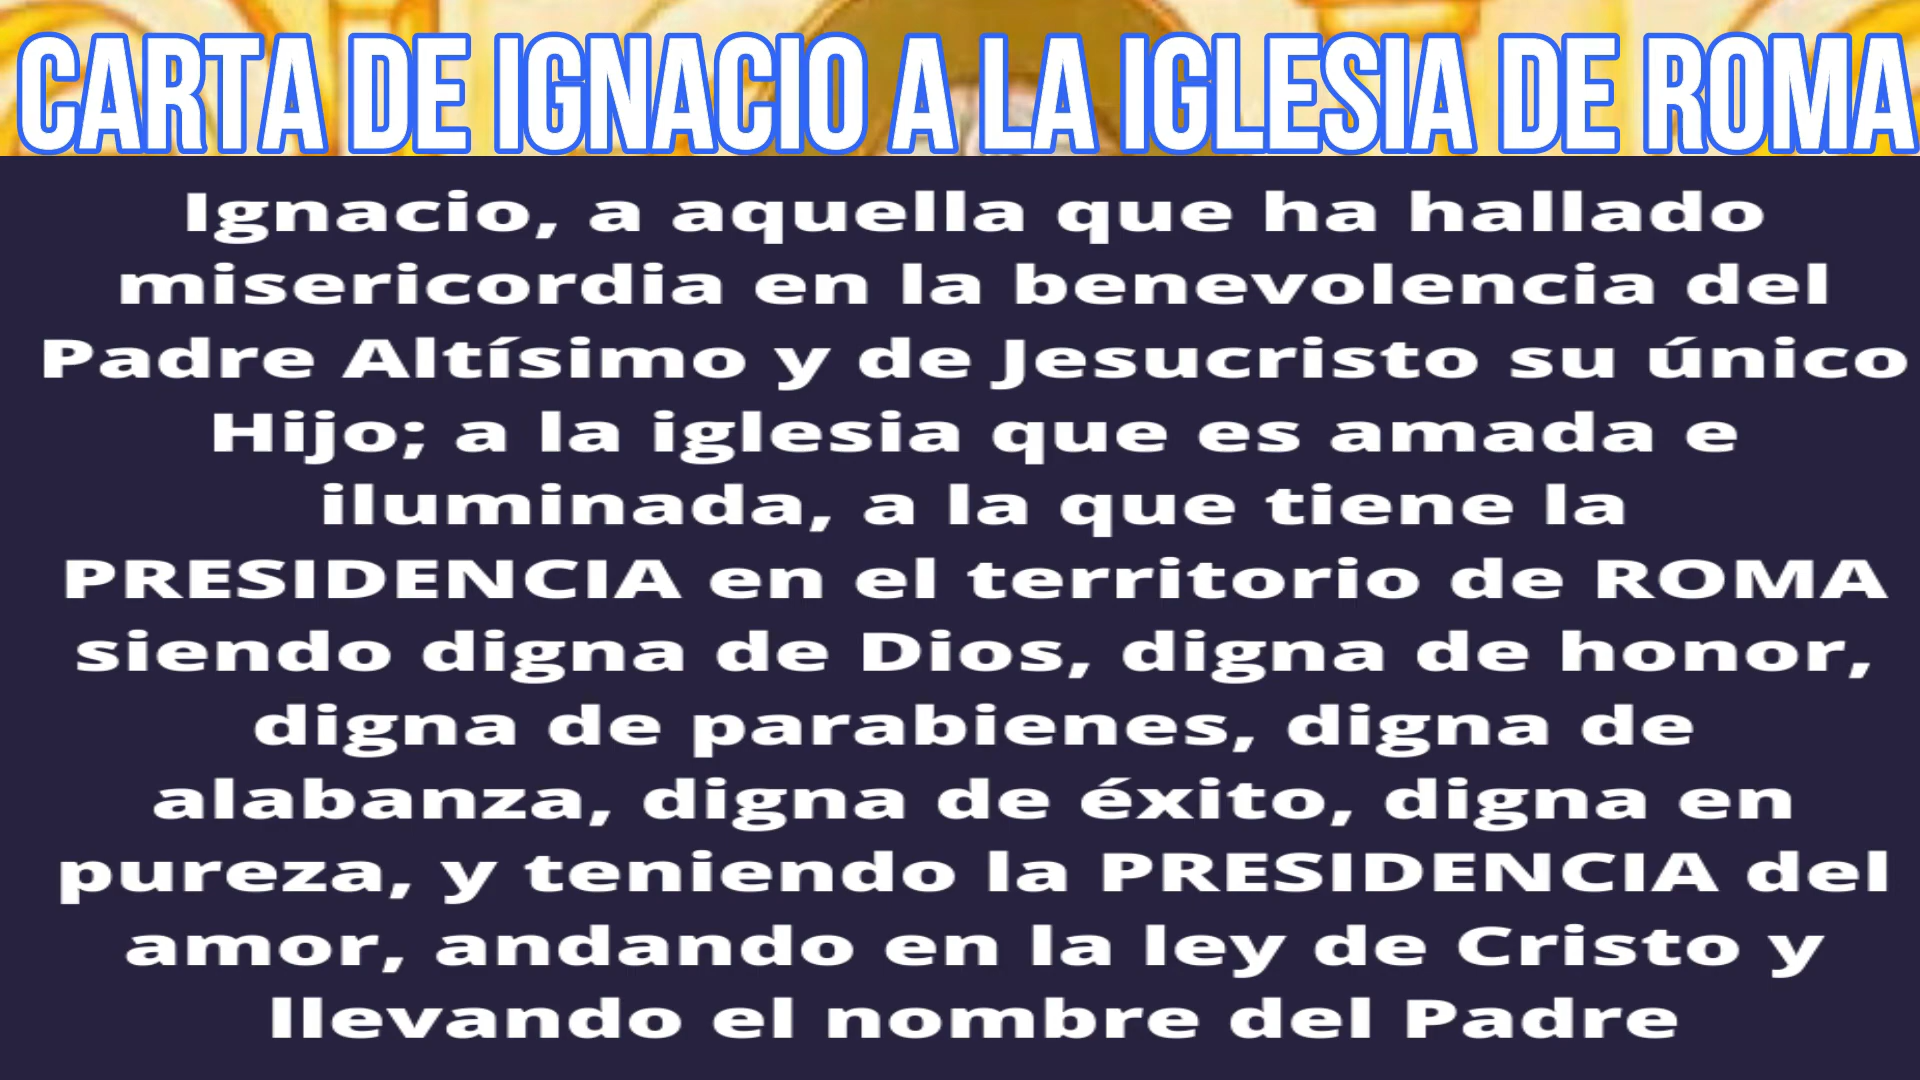 CARTA DE IGNACIO A LA IGLESIA DE ROMA
Ignacio, a aquella que ha hallado
misericordia en la benevolencia del
Padre Altísimo y de Jesucristo su único
Hijo; a la iglesia que es amada e
iluminada, a la que tiene la
PRESIDENCIA en el territorio de ROMA
siendo digna de Dios, digna de honor,
digna de parabienes, digna de
alabanza, digna de éxito, digna en
pureza, y teniendo la PRESIDENCIA del
amor, andando en la ley de Cristo y
llevando el nombre del Padre